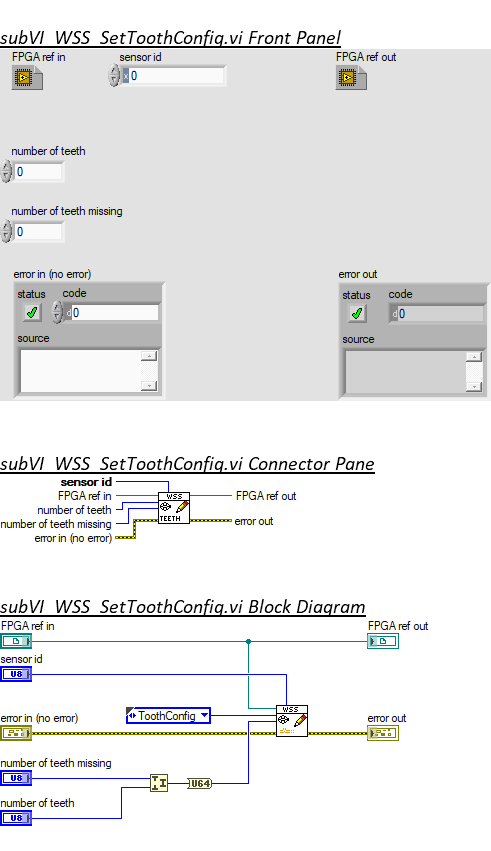 subVI_WSS_SetToothConfig.vi Front Panel
FPGA ref in sensor id FPGA ref out
x 0
number of teeth
0
number of teeth missing
0
error in (no error) error out
status code status code
d 0 d 0
source source
subVI_WSS_SetToothConfig.vi Connector Pane
sensor id
FPGA ref in WSS FPGA ref out
number of teeth
number of teeth missing TEETH error out
error in (no error)
subVI_WSS_SetToothConfig.vi Block Diagram
FPGA ref in FPGA ref out
sensor id
U8
WSS
error in (no error) ToothConfig error out
number of teeth missing
U8 U64
number of teeth
U8